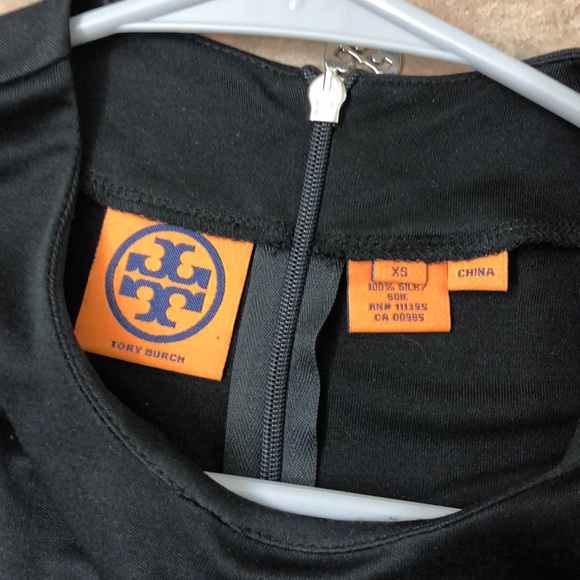 TORY BURCH
XS
100% SILK/
SOIE
RN# 111395
CA 00985
CHINA